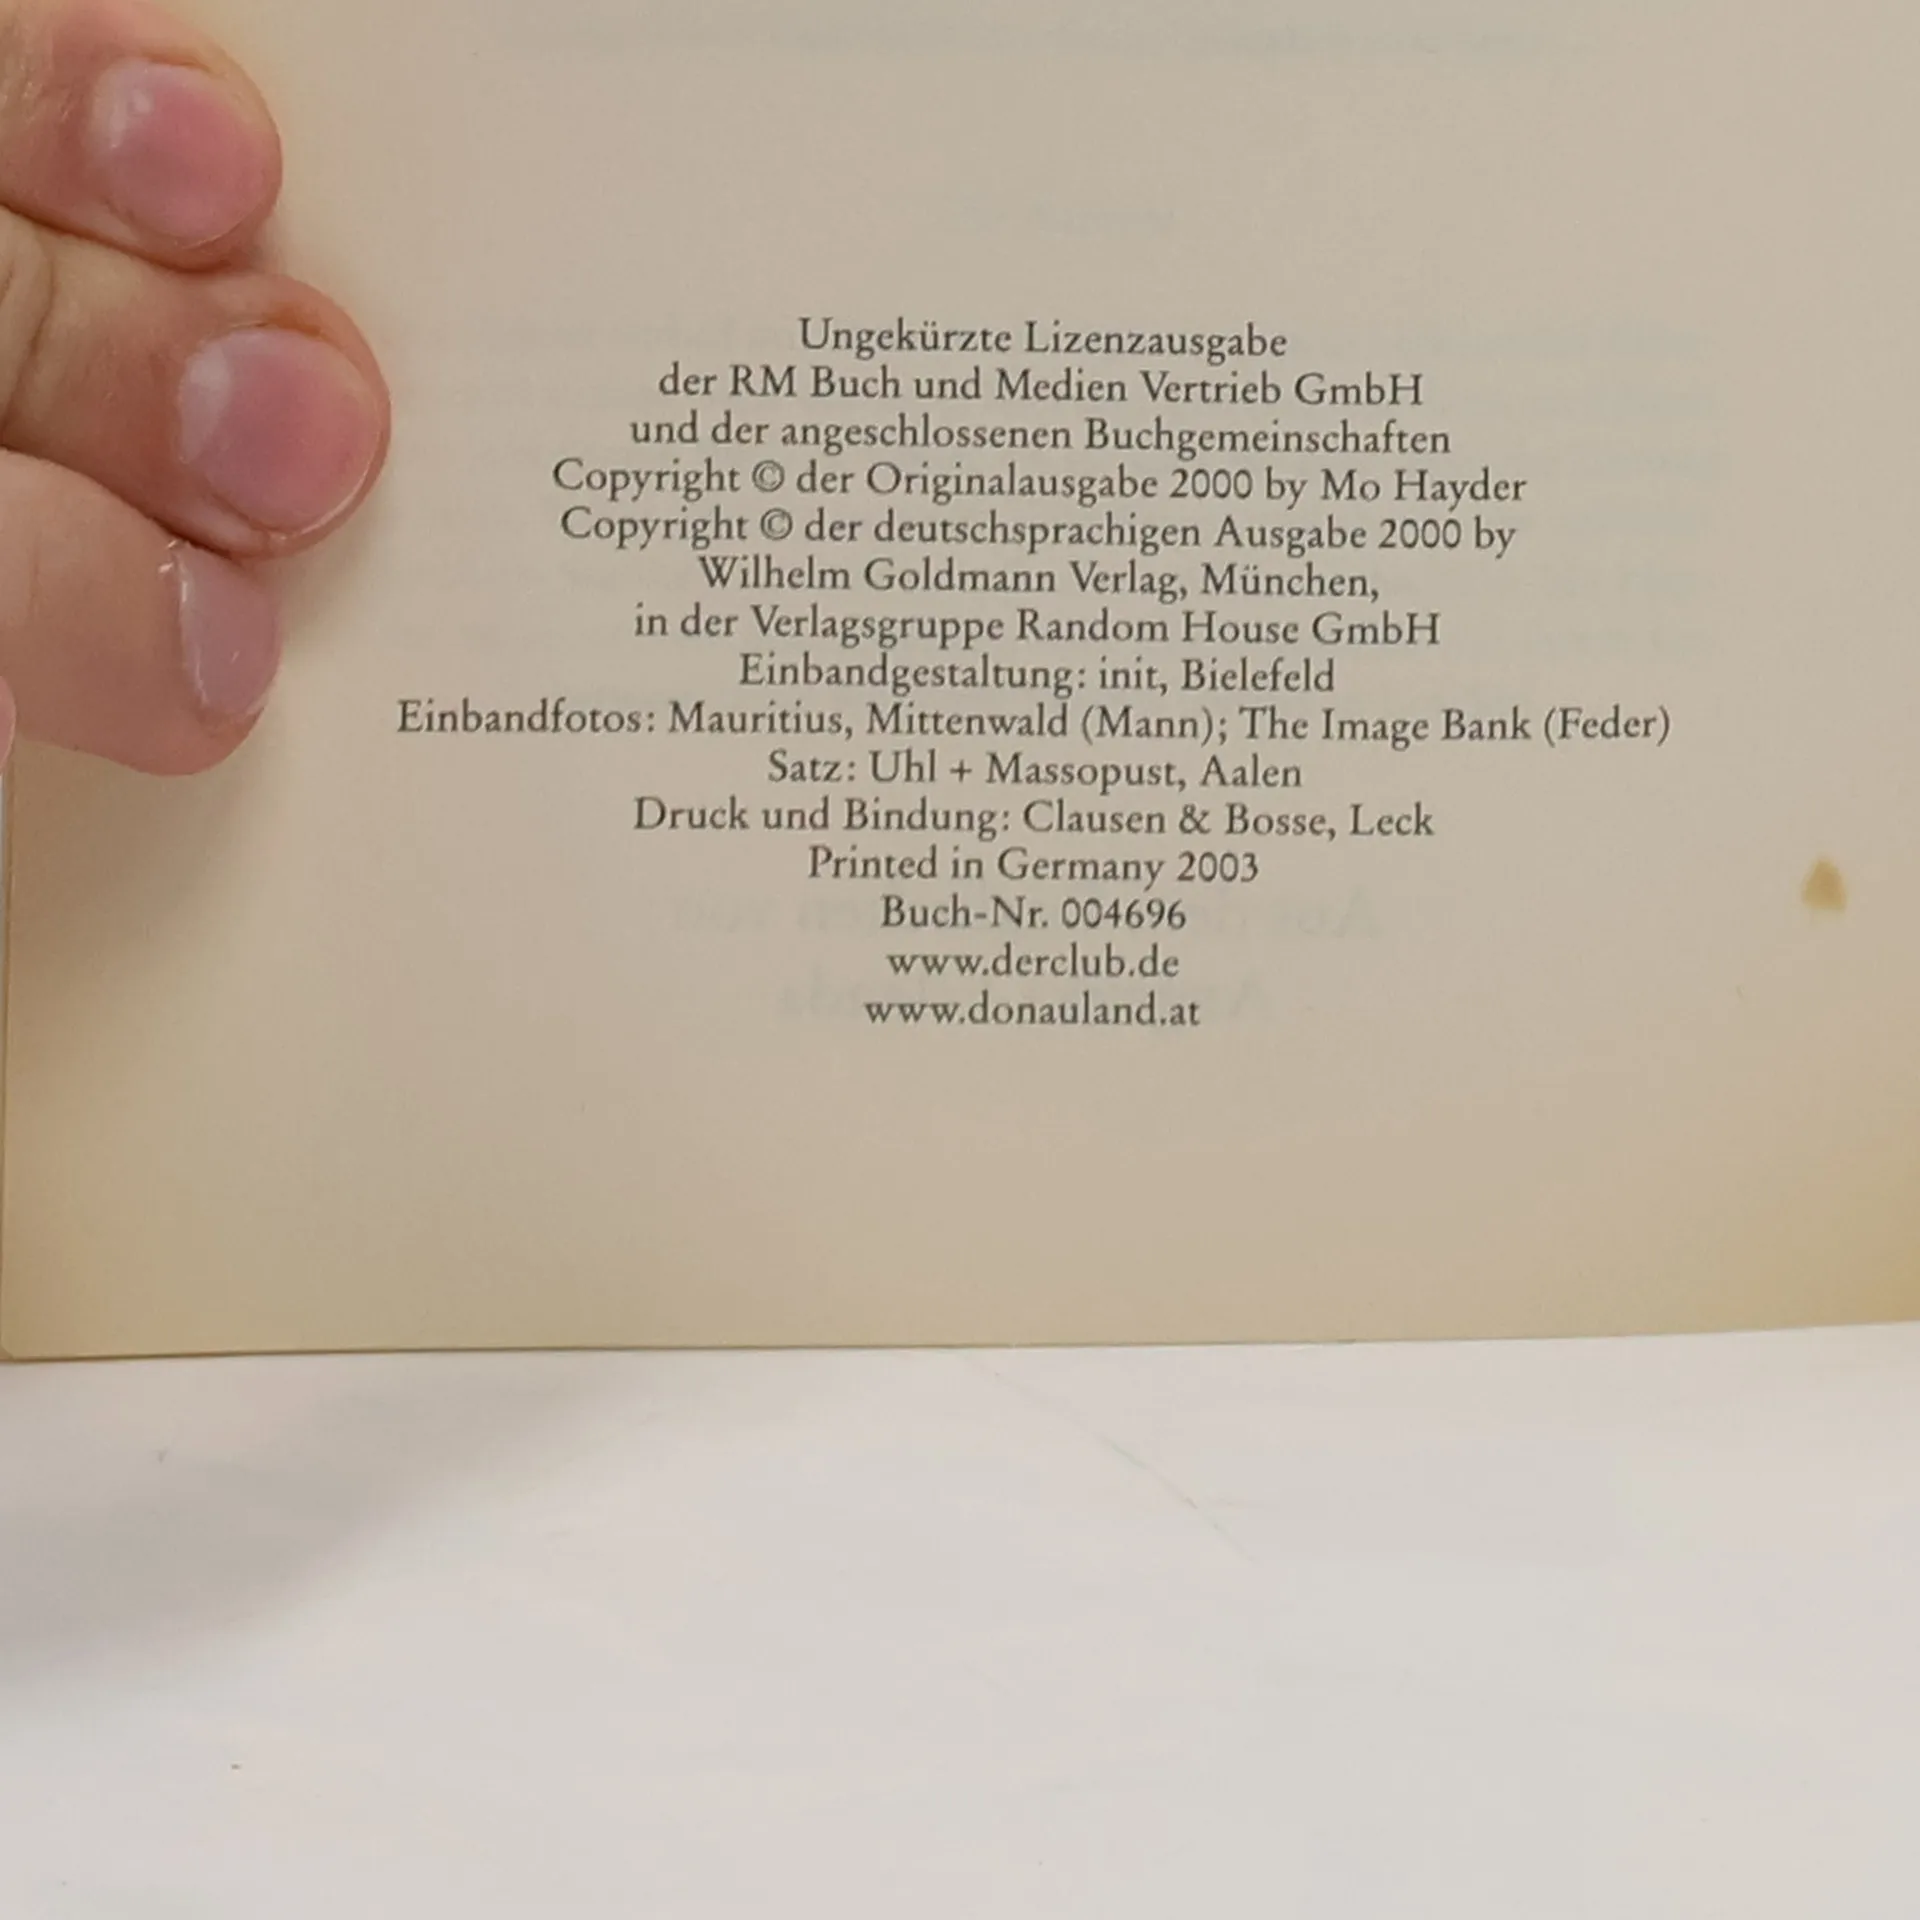 Ungekürzte Lizenzausgabe
der RM Buch und Medien Vertrieb GmbH
und der angeschlossenen Buchgemeinschaften
Copyright © der Originalausgabe 2000 by Mo Hayder
Copyright © der deutschsprachigen Ausgabe 2000 by
Wilhelm Goldmann Verlag, München,
in der Verlagsgruppe Random House GmbH
Einbandgestaltung: init, Bielefeld
Einbandfotos: Mauritius, Mittenwald (Mann); The Image Bank (Feder)
Satz: Uhl + Massopust, Aalen
Druck und Bindung: Clausen & Bosse, Leck
Printed in Germany 2003
Buch-Nr. 004696
www.derclub.de
www.donauland.at